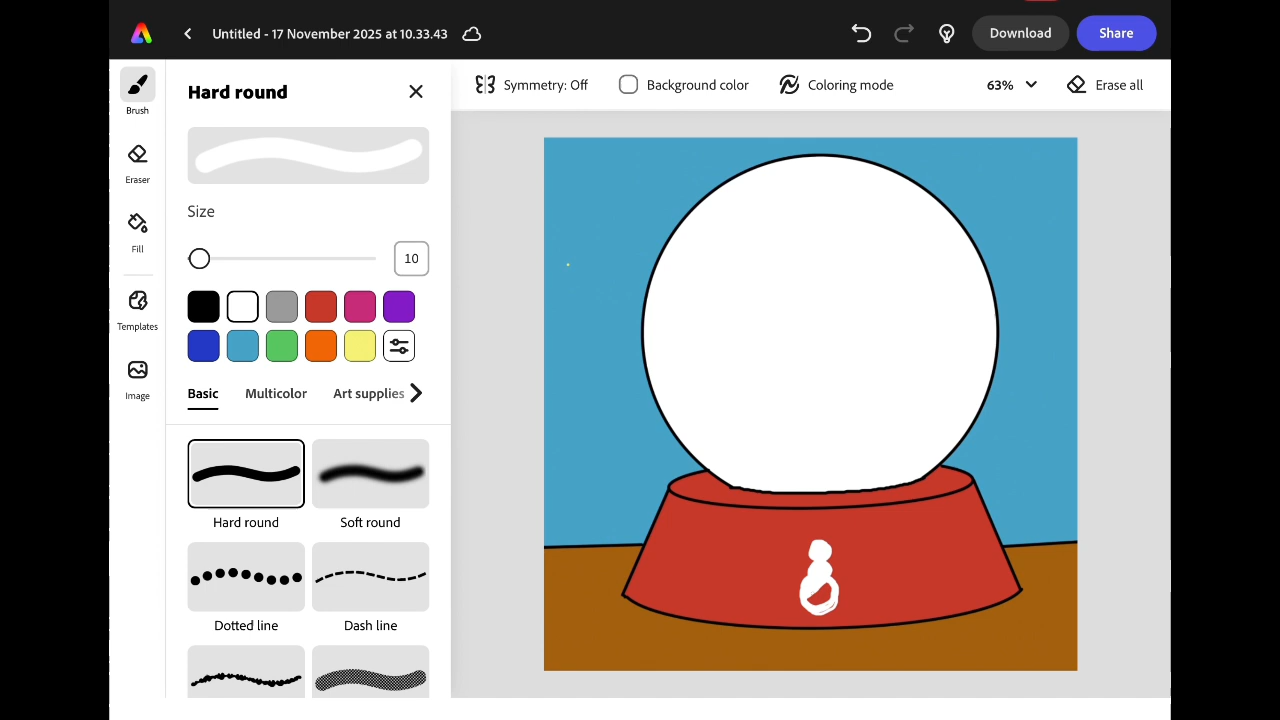 Untitled - 17 November 2025 at 10.33.43
Download
Share
Brush
Eraser
Fill
Templates
Image
Hard round
Size
10
Basic
Multicolor
Art supplies
Hard round
Soft round
Dotted line
Dash line
Symmetry: Off
Background color
Coloring mode
63%
Erase all